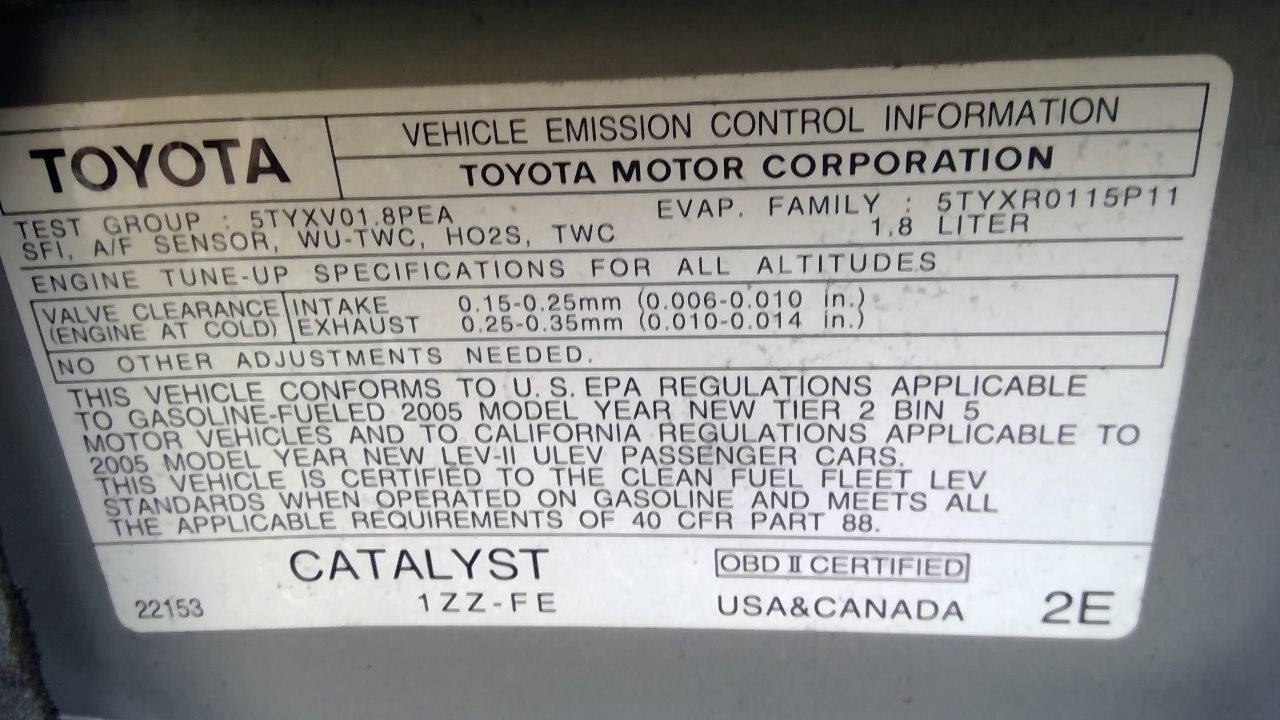 TOYOTA
VEHICLE EMISSION CONTROL INFORMATION
TOYOTA MOTOR CORPORATION
TEST GROUP : 5TYXV01.8PEA EVAP. FAMILY : 5TYXR0115P11
SFI, A/F SENSOR, WU-TWC, HO2S, TWC 1.8 LITER
ENGINE TUNE-UP SPECIFICATIONS FOR ALL ALTITUDES
VALVE CLEARANCE INTAKE 0.15-0.25mm (0.006-0.010 in.)
(ENGINE AT COLD) EXHAUST 0.25-0.35mm (0.010-0.014 in.)
NO OTHER ADJUSTMENTS NEEDED.
THIS VEHICLE CONFORMS TO U.S. EPA REGULATIONS APPLICABLE
TO GASOLINE-FUELED 2005 MODEL YEAR NEW TIER 2 BIN 5
MOTOR VEHICLES AND TO CALIFORNIA REGULATIONS APPLICABLE TO
2005 MODEL YEAR NEW LEV-II ULEV PASSENGER CARS.
THIS VEHICLE IS CERTIFIED TO THE CLEAN FUEL FLEET LEV
STANDARDS WHEN OPERATED ON GASOLINE AND MEETS ALL
THE APPLICABLE REQUIREMENTS OF 40 CFR PART 88.
CATALYST OBD II CERTIFIED
22153 1ZZ-FE USA&CANADA 2E